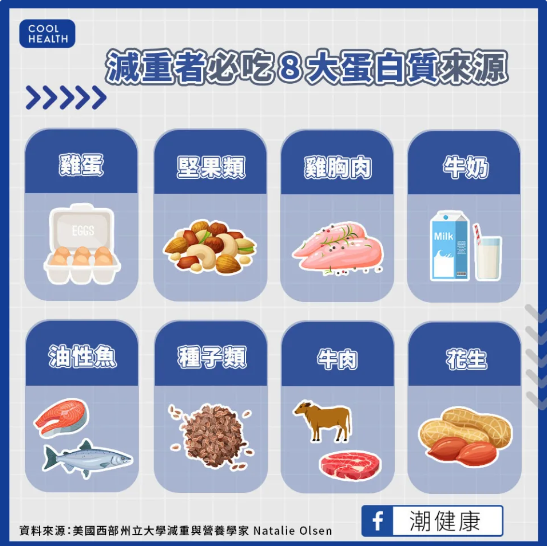 COOL
HEALTH
減重者必吃8大蛋白質來源
雞蛋
堅果類
雞胸肉
牛奶
EGGS
Milk
油性魚
種子類
牛肉
花生
資料來源：美國西部州立大學減重與營養學家 Natalie Olsen
f 潮健康